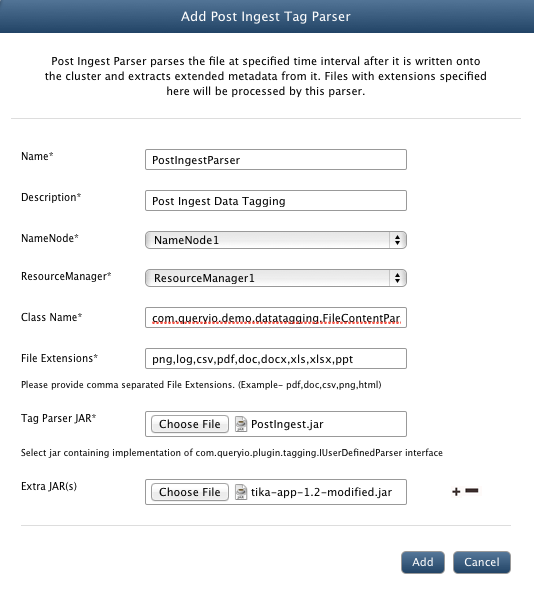 Add Post Ingest Tag Parser
Post Ingest Parser parses the file at specified time interval after it is written onto
the cluster and extracts extended metadata from it. Files with extensions specified
here will be processed by this parser.
Name* PostIngestParser
Description* Post Ingest Data Tagging
NameNode* NameNode1
ResourceManager* ResourceManager1
Class Name* com.queryio.demo.datatagging.FileContentPar
File Extensions* png,log,csv,pdf,doc,docx,xls,xlsx,ppt
Please provide comma separated File Extensions. (Example- pdf,doc,csv,png,html)
Tag Parser JAR* Choose File PostIngest.jar
Select jar containing implementation of com.queryio.plugin.tagging.IUserDefinedParser interface
Extra JAR(s) Choose File tika-app-1.2-modified.jar
Add Cancel